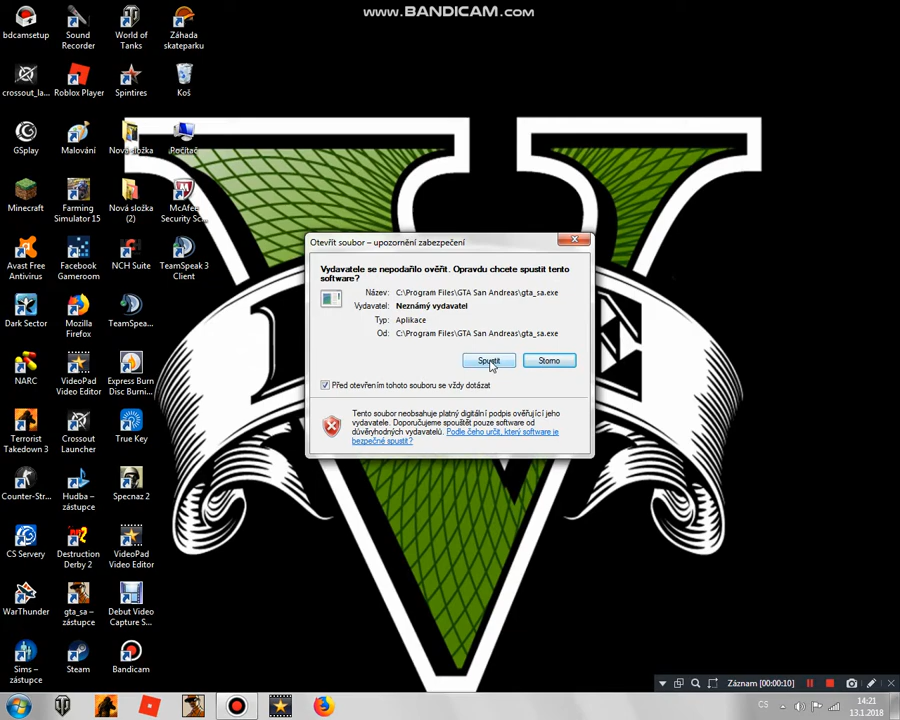 WWW.BANDICAM.COM
bdcamsetup
Sound
Recorder
World of
Tanks
Záhada
skateparku
crossout_la...
Roblox Player
Spintires
Koš
GSplay
Malování
Nová složka
Počítač
Minecraft
Farming
Simulator 15
Nová složka
(2)
McAfee
Security Sc...
Avast Free
Antivirus
Facebook
Gameroom
NCH Suite
TeamSpeak 3
Client
Dark Sector
Mozilla
Firefox
TeamSpea...
NARC
VideoPad
Video Editor
Express Burn
Disc Burnin...
Terrorist
Takedown 3
Crossout
Launcher
True Key
Counter-Str...
Hudba –
zástupce
Specnaz 2
CS Servery
Destruction
Derby 2
VideoPad
Video Editor
WarThunder
gta_sa –
zástupce
Debut Video
Capture S...
Sims –
zástupce
Steam
Bandicam
Otevřít soubor – upozornění zabezpečení
Vydavatele se nepodařilo ověřit. Opravdu chcete spustit tento
software?
Název: C:\Program Files\GTA San Andreas\gta_sa.exe
Vydavatel: Neznámý vydavatel
Typ: Aplikace
Od: C:\Program Files\GTA San Andreas\gta_sa.exe
Spustit
Storno
Před otevřením tohoto souboru se vždy dotázat
Tento soubor neobsahuje platný digitální podpis ověřující jeho
vydavatele. Doporučujeme spouštět pouze software od
důvěryhodných vydavatelů. Podle čeho určit, který software je
bezpečné spustit?
Záznam [00:00:10]
CS
14:21
13.1.2018